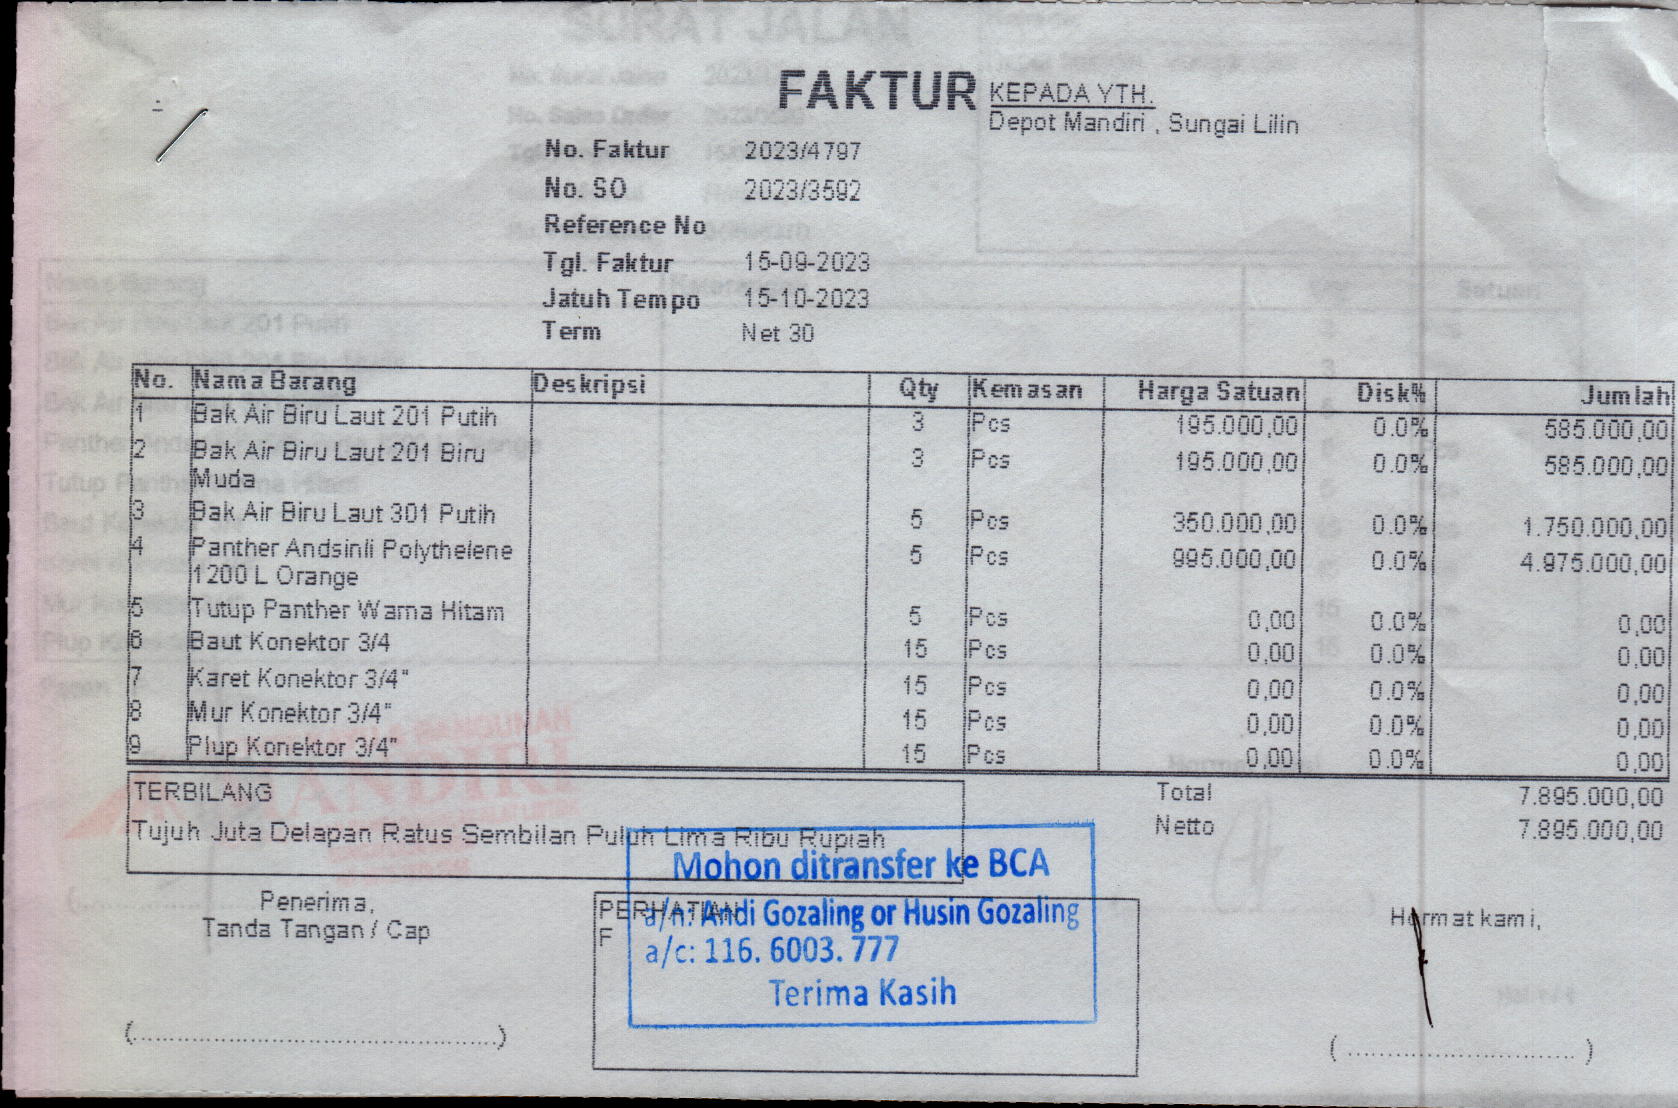 FAKTUR
KEPADA YTH.
Depot Mandiri , Sungai Lilin
No. Faktur 2023/4797
No. SO 2023/3592
Reference No
Tgl. Faktur 15-09-2023
Jatuh Tempo 15-10-2023
Term Net 30
No. Nama Barang Deskripsi Qty Kemasan Harga Satuan Disk% Jumlah
1 Bak Air Biru Laut 201 Putih 3 Pcs 195.000,00 0.0% 585.000,00
2 Bak Air Biru Laut 201 Biru 3 Pcs 195.000,00 0.0% 585.000,00
Muda
3 Bak Air Biru Laut 301 Putih 5 Pcs 350.000,00 0.0% 1.750.000,00
4 Panther Andsinli Polythelene 5 Pcs 995.000,00 0.0% 4.975.000,00
1200 L Orange
5 Tutup Panther Warna Hitam 5 Pcs 0,00 0.0% 0,00
6 Baut Konektor 3/4 15 Pcs 0,00 0.0% 0,00
7 Karet Konektor 3/4" 15 Pcs 0,00 0.0% 0,00
8 Mur Konektor 3/4" 15 Pcs 0,00 0.0% 0,00
9 Plup Konektor 3/4" 15 Pcs 0,00 0.0% 0,00
TERBILANG
Tujuh Juta Delapan Ratus Sembilan Puluh Lima Ribu Rupiah
Total 7.895.000,00
Netto 7.895.000,00
Mohon ditransfer ke BCA
a/n: Andi Gozaling or Husin Gozaling
a/c: 116. 6003. 777
Terima Kasih
Penerima,
Tanda Tangan / Cap
PERHATIAN
F
Hormat kami,
(................................................)
( .............................. )
SURAT JALAN
MANDIRI